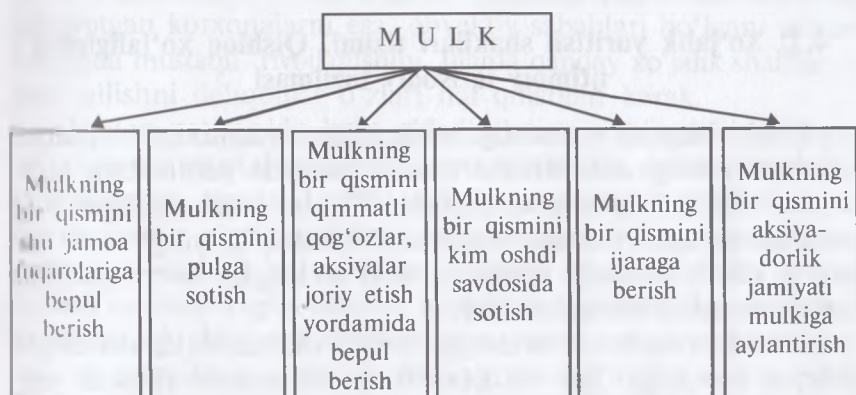 MULK
Mulkning
bir qismini
shu jamoa
fuqarolariga
bepul
berish
Mulkning
bir qismini
pulga
sotish
Mulkning
bir qismini
qimmatli
qog‘ozlar,
aksiyalar
joriy etish
yordamida
bepul
berish
Mulkning
bir qismini
kim oshdi
savdosida
sotish
Mulkning
bir qismini
ijaraga
berish
Mulkning
bir qismini
aksiya-
dorlik
jamiyati
mulkiga
aylantirish